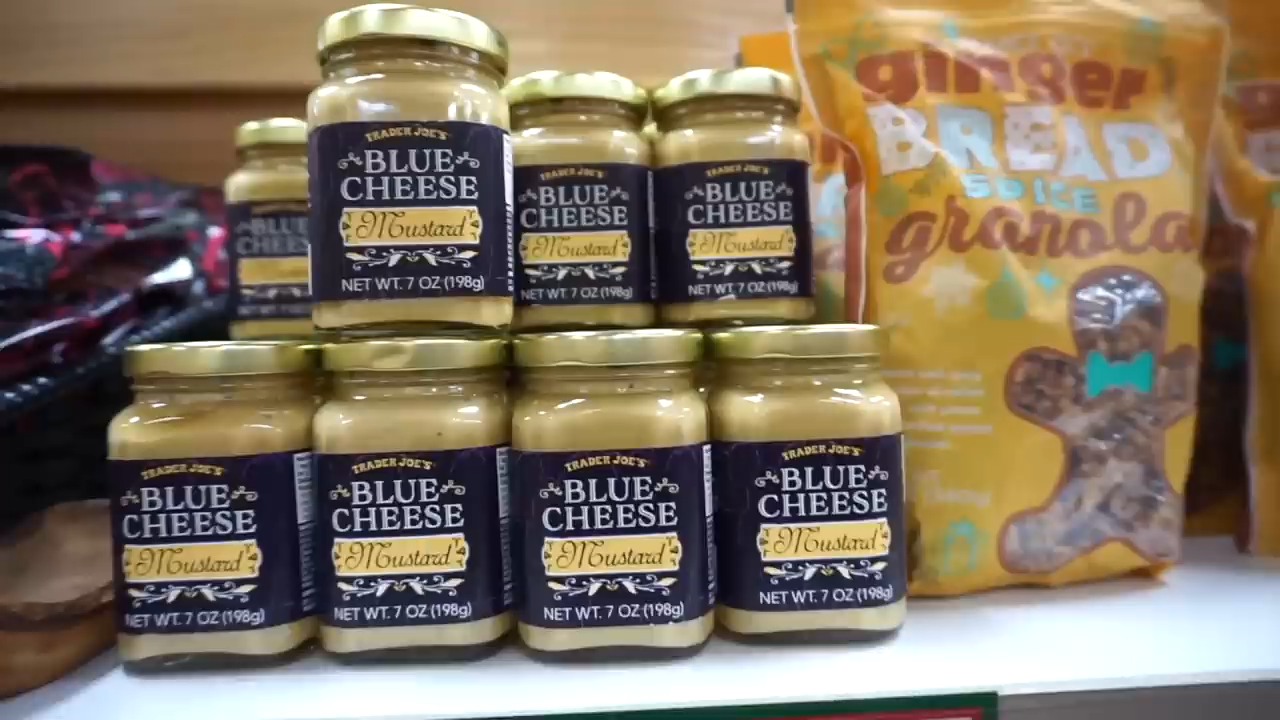 TRADER JOE'S
BLUE
CHEESE
Mustard
NET WT. 7 OZ (198g)
TRADER JOE'S
BLUE
CHEESE
Mustard
NET WT. 7 OZ (198g)
TRADER JOE'S
BLUE
CHEESE
Mustard
NET WT. 7 OZ (198g)
BLUE
CHEESE
ginger
BREAD
SPICE
granola
TRADER JOE'S
BLUE
CHEESE
Mustard
NET WT. 7 OZ (198g)
TRADER JOE'S
BLUE
CHEESE
Mustard
NET WT. 7 OZ (198g)
TRADER JOE'S
BLUE
CHEESE
Mustard
NET WT. 7 OZ (198g)
TRADER JOE'S
BLUE
CHEESE
Mustard
NET WT. 7 OZ (198g)